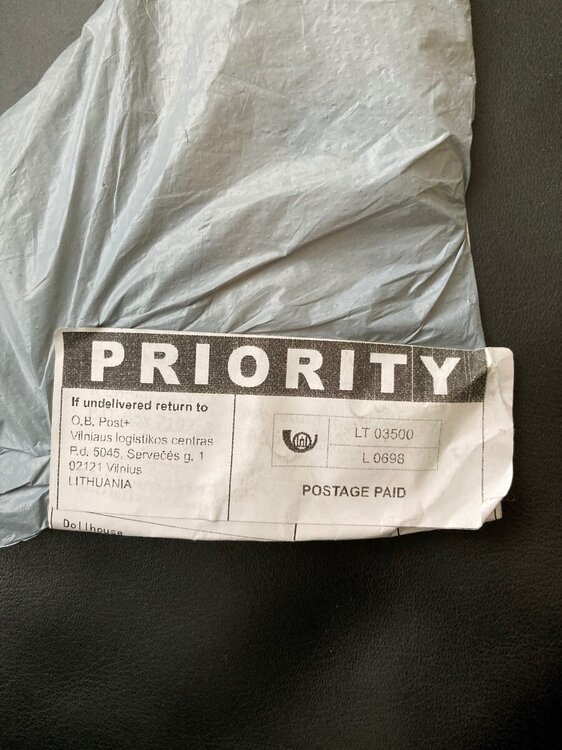 PRIORITY
If undelivered return to
O.B. Post+
Vilniaus logistikos centras
P.d. 5045, Servečės g. 1
02121 Vilnius
LITHUANIA
LT 03500
L 0698
POSTAGE PAID
Dollhouse